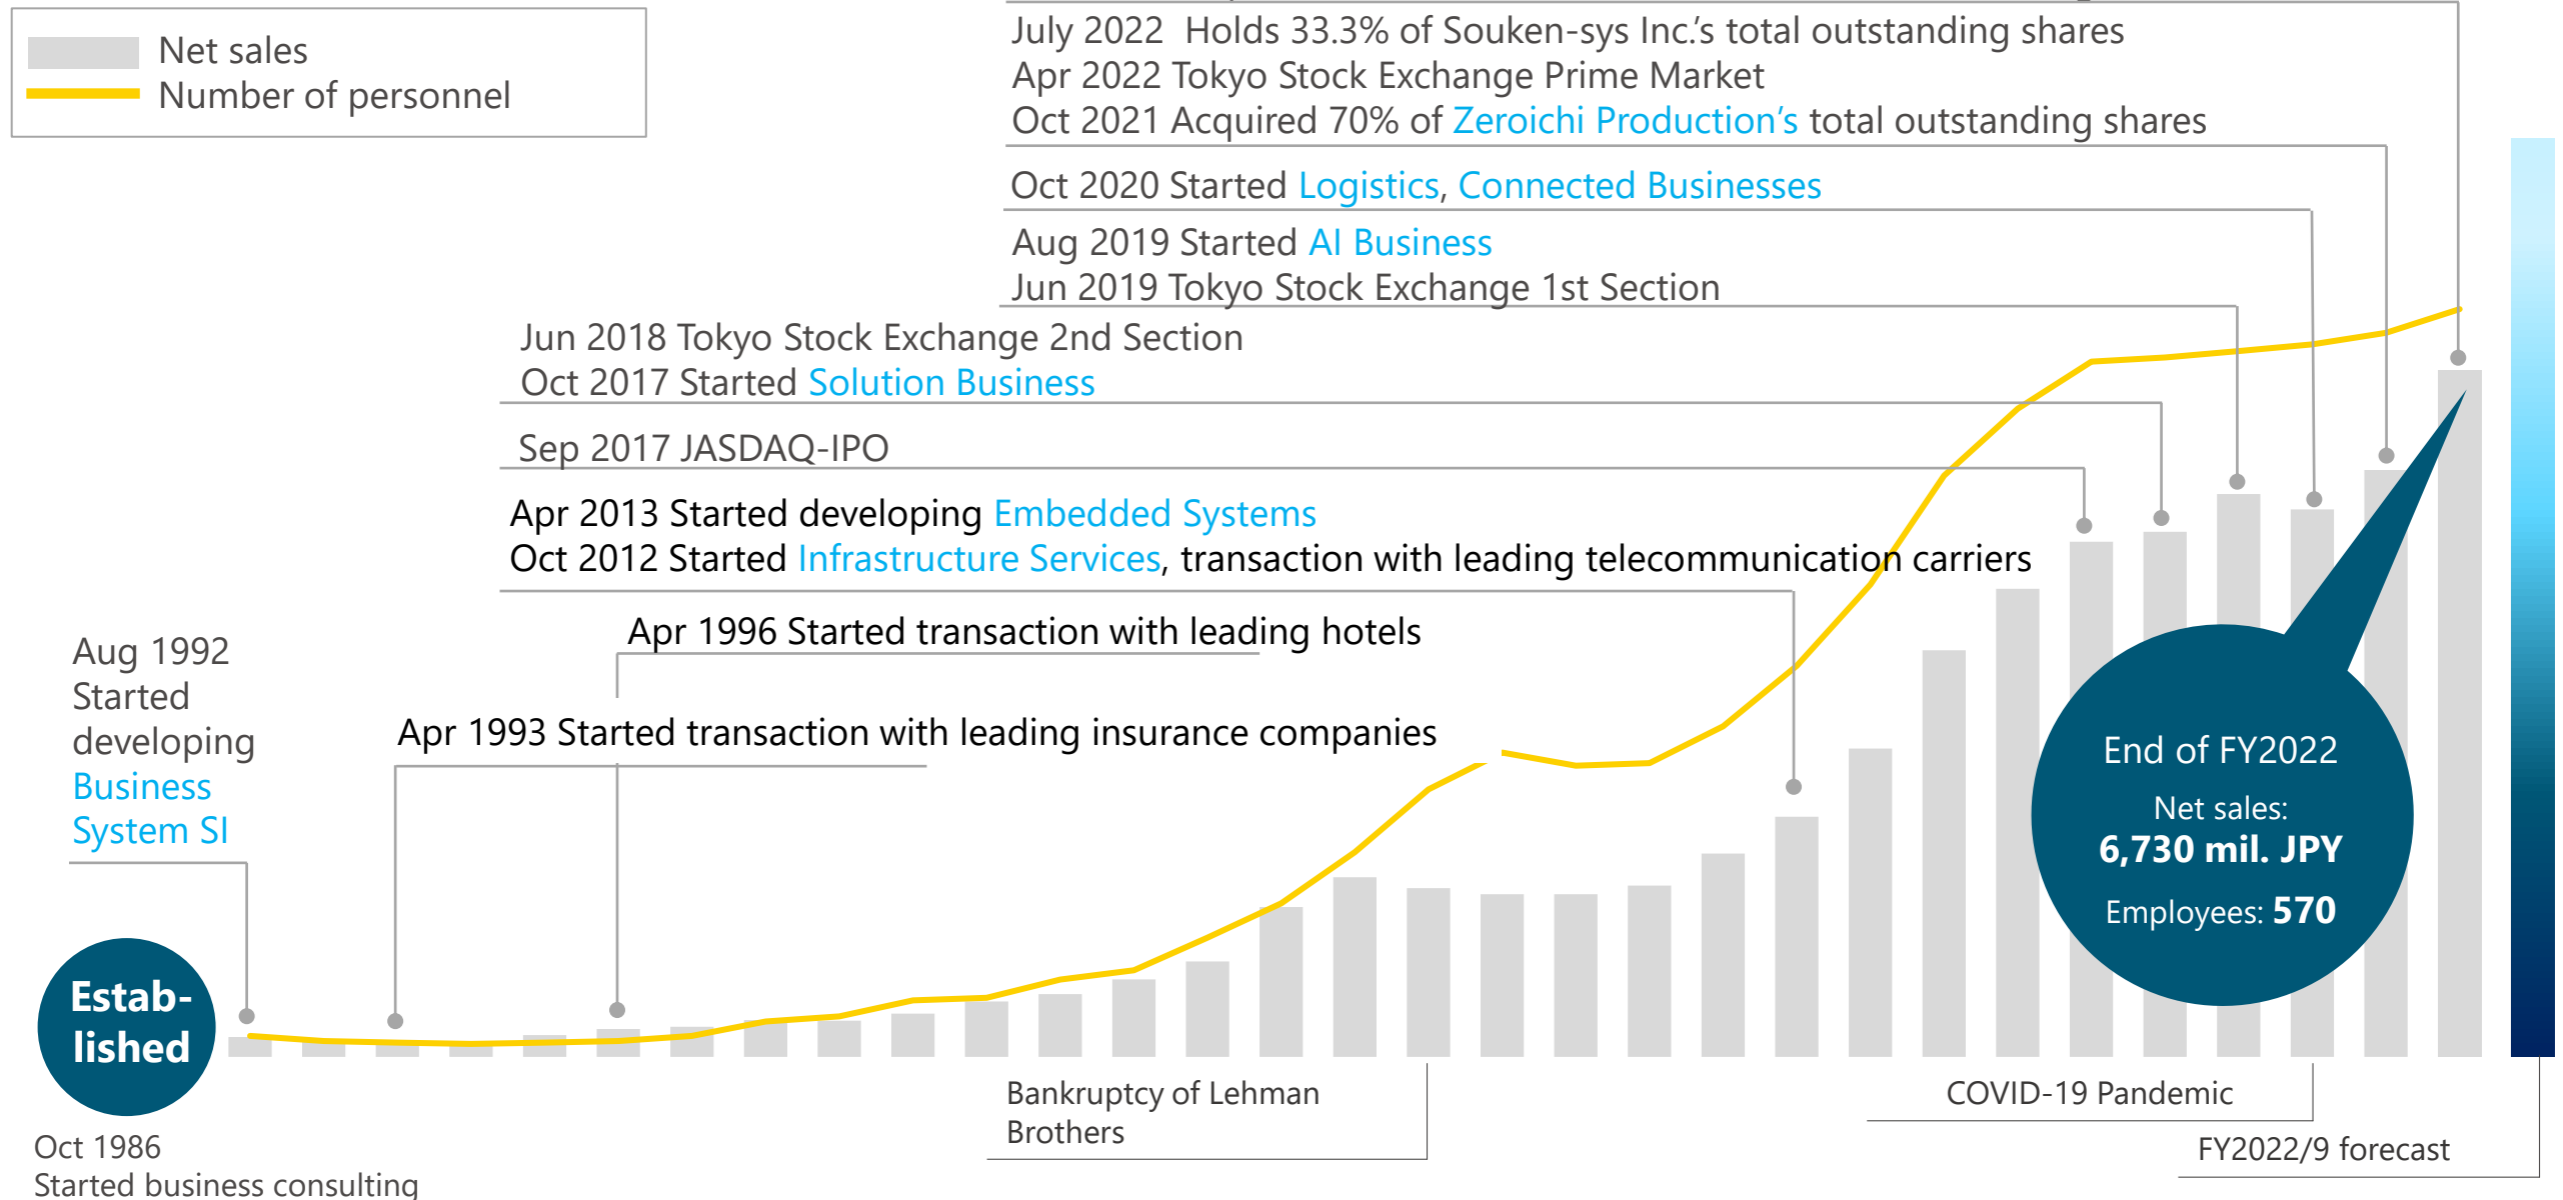 Net sales
Number of personnel
July 2022 Holds 33.3% of Souken-sys Inc.'s total outstanding shares
Apr 2022 Tokyo Stock Exchange Prime Market
Oct 2021 Acquired 70% of Zeroichi Production's total outstanding shares
Oct 2020 Started Logistics, Connected Businesses
Aug 2019 Started AI Business
Jun 2019 Tokyo Stock Exchange 1st Section
Jun 2018 Tokyo Stock Exchange 2nd Section
Oct 2017 Started Solution Business
Sep 2017 JASDAQ-IPO
Apr 2013 Started developing Embedded Systems
Oct 2012 Started Infrastructure Services, transaction with leading telecommunication carriers
Apr 1996 Started transaction with leading hotels
Apr 1993 Started transaction with leading insurance companies
Aug 1992
Started
developing
Business
System SI
Estab-
lished
Oct 1986
Started business consulting
End of FY2022
Net sales:
6,730 mil. JPY
Employees: 570
Bankruptcy of Lehman
Brothers
COVID-19 Pandemic
FY2022/9 forecast